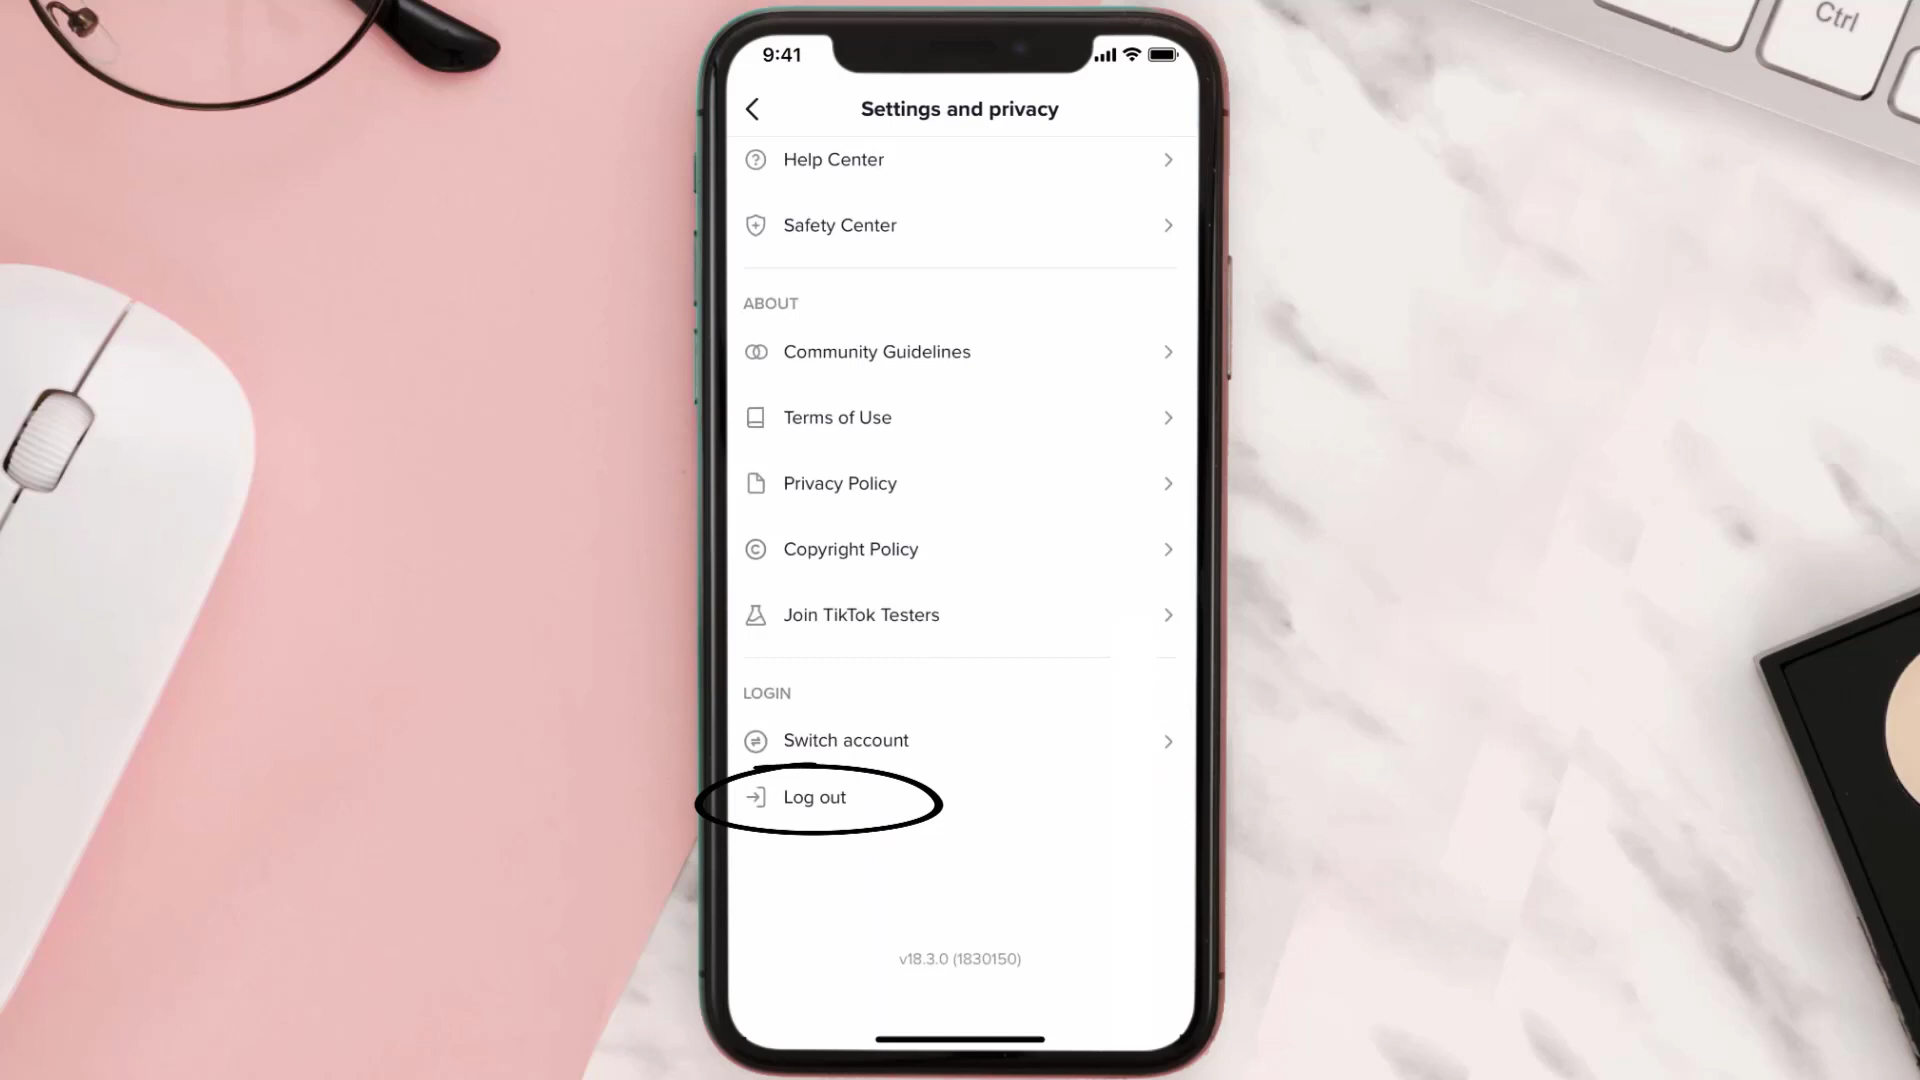 Ctrl
9:41
Settings and privacy
Help Center
Safety Center
ABOUT
Community Guidelines
Terms of Use
Privacy Policy
Copyright Policy
Join TikTok Testers
LOGIN
Switch account
Log out
v18.3.0 (1830150)